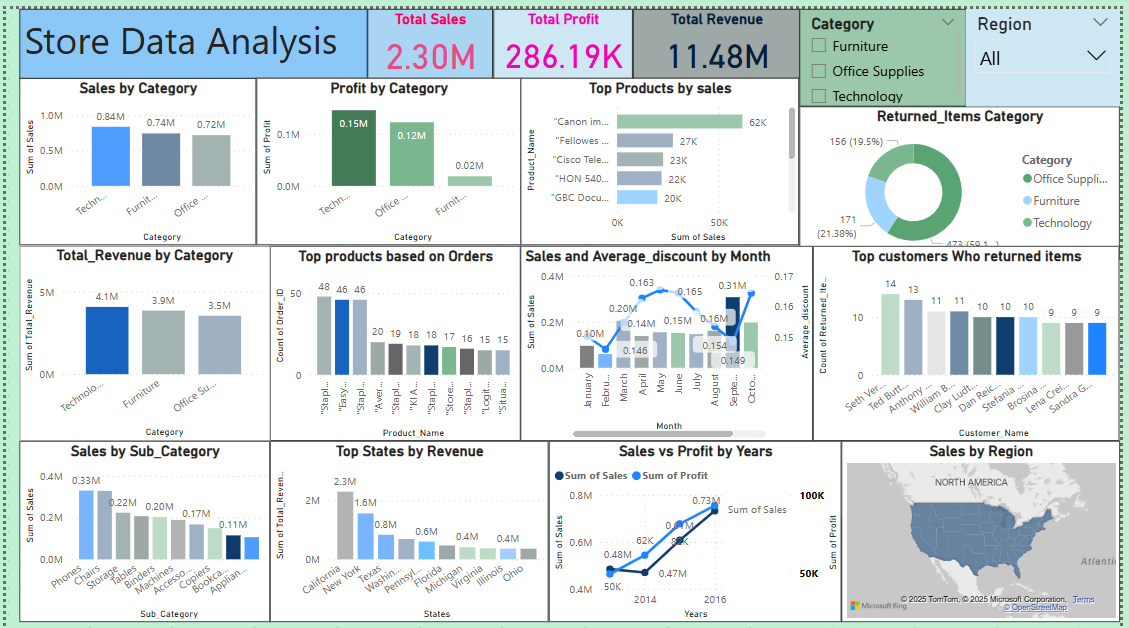 Store Data Analysis
Total Sales
2.30M
Total Profit
286.19K
Total Revenue
11.48M
Category
Furniture
Office Supplies
Technology
Region
All
Sales by Category
Sum of Sales
1.0M
0.5M
0.0M
0.84M
0.74M
0.72M
Techn...
Furnit...
Office ...
Category
Profit by Category
Sum of Profit
0.1M
0.0M
0.15M
0.12M
0.02M
Techn...
Office ...
Furnit...
Category
Top Products by sales
Product_Name
"Canon im...
62K
"Fellowes ...
27K
"Cisco Tele...
23K
"HON 540...
22K
"GBC Docu...
20K
0K
50K
Sum of Sales
Returned_Items Category
156 (19.5%)
171
(21.38%)
473 (59.1...)
Category
Office Suppli...
Furniture
Technology
Total_Revenue by Category
Sum of Total_Revenue
5M
0M
4.1M
3.9M
3.5M
Technolo...
Furniture
Office Su...
Category
Top products based on Orders
Count of Order_ID
50
0
48
46
46
20
19
18
18
17
16
15
15
"Stapl...
"Easy...
"Stapl...
"Aver...
"Stapl...
"KI A...
"Stapl...
"Store...
"Stapl...
"Logit...
"Situa...
Product_Name
Sales and Average_discount by Month
Sum of Sales
0.4M
0.2M
0.0M
0.10M
0.20M
0.14M
0.15M
0.16M
0.31M
0.163
0.165
0.146
0.154
0.149
0.17
0.16
0.15
Average_discount
January
Febru...
March
April
May
June
July
August
Septe...
Octo...
Month
Top customers Who returned items
Count of Returned_Ite...
10
0
14
13
11
11
10
10
10
9
9
9
Seth Ver...
Ted Butt...
Anthony ...
William B...
Clay Ludt...
Dan Reic...
Stefania ...
Brosina ...
Lena Crei...
Sandra G...
Customer_Name
Sales by Sub_Category
Sum of Sales
0.4M
0.2M
0.0M
0.33M
0.22M
0.20M
0.17M
0.11M
Phones
Chairs
Storage
Tables
Binders
Machines
Accesso...
Copiers
Bookca...
Applian...
Sub_Category
Top States by Revenue
Sum of Total_Reven...
2M
0M
2.3M
1.6M
0.8M
0.6M
0.4M
0.4M
California
New York
Texas
Washin...
Pennsyl...
Florida
Michigan
Virginia
Illinois
Ohio
States
Sales vs Profit by Years
Sum of Sales
Sum of Profit
Sum of Sales
0.8M
0.6M
0.4M
0.48M
50K
62K
0.47M
0.73M
Sum of Sales
100K
50K
Sum of Profit
2014
2016
Years
Sales by Region
NORTH AMERICA
Atlanti
Microsoft Bing
© 2025 TomTom, © 2025 Microsoft Corporation, Terms
© OpenStreetMap